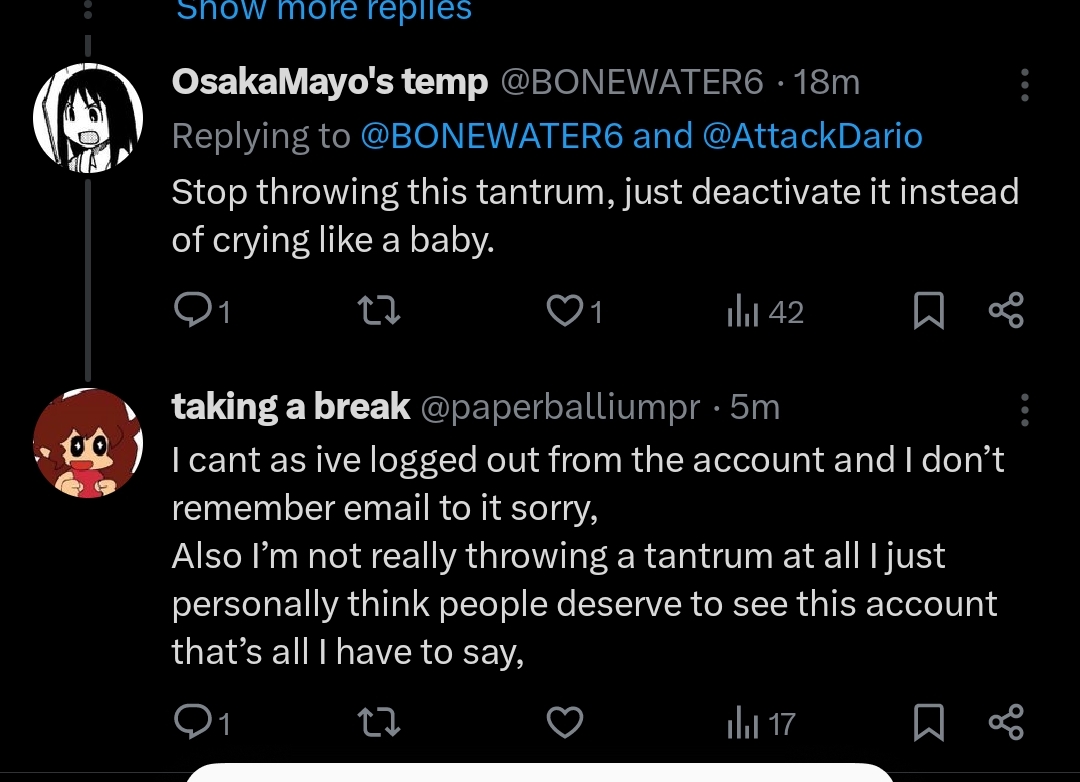 Show more replies
OsakaMayo's temp @BONEWATER6 · 18m
Replying to @BONEWATER6 and @AttackDario
Stop throwing this tantrum, just deactivate it instead
of crying like a baby.
1 1 42
taking a break @paperballiumpr · 5m
I cant as ive logged out from the account and I don’t
remember email to it sorry,
Also I’m not really throwing a tantrum at all I just
personally think people deserve to see this account
that’s all I have to say,
1 17